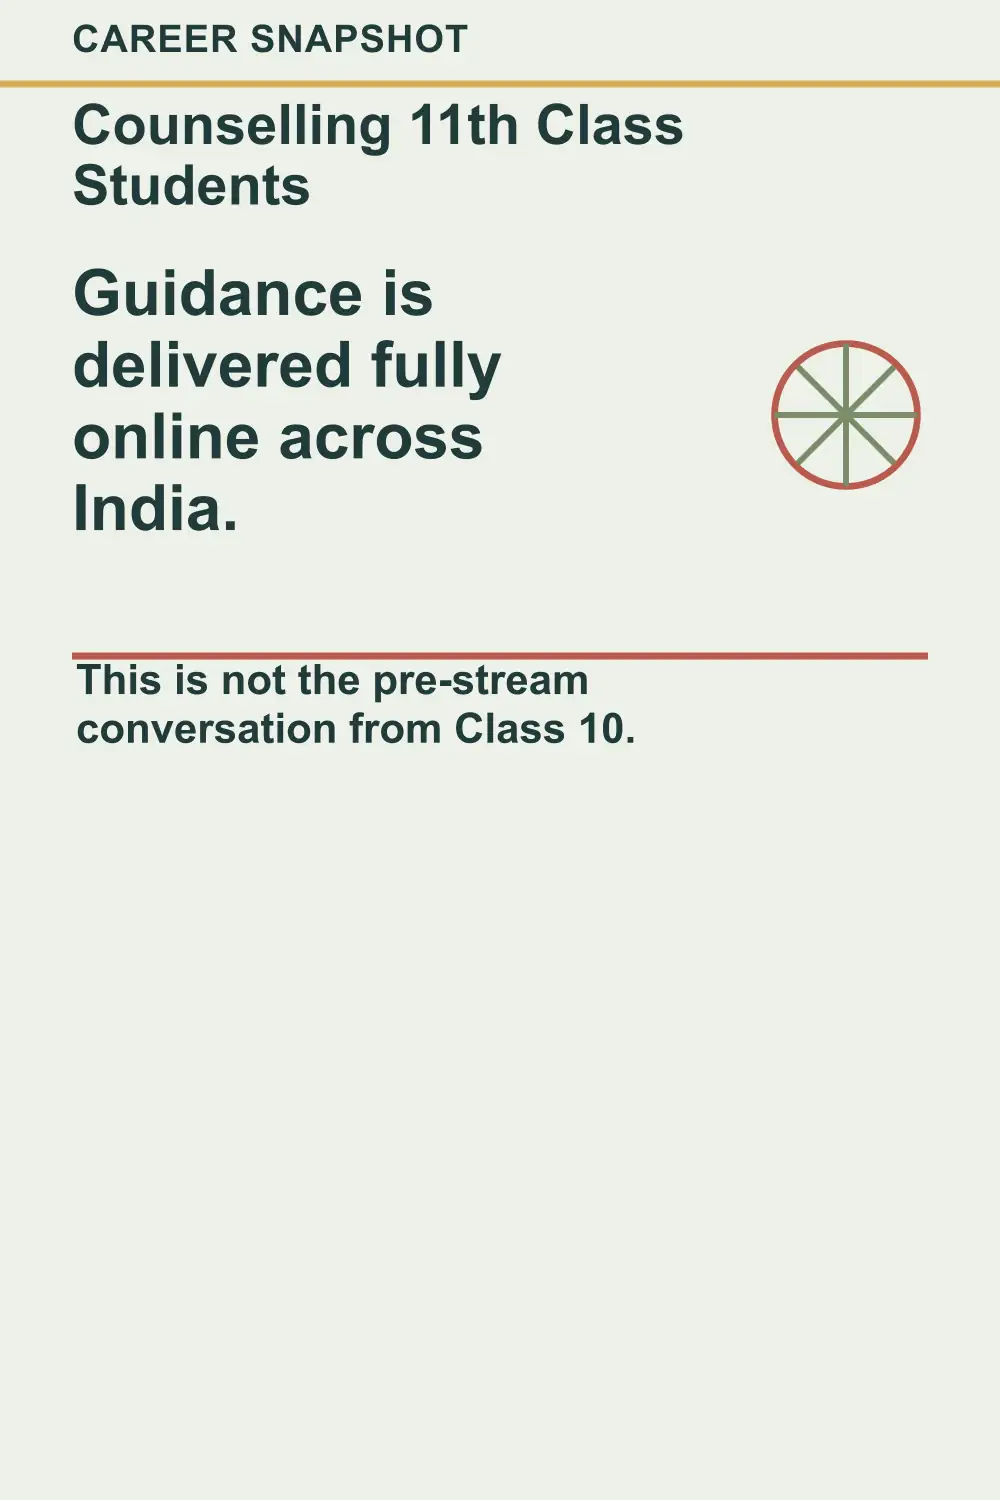 CAREER SNAPSHOT
Counselling 11th Class
Students
Guidance is
delivered fully
online across
India.
This is not the pre-stream
conversation from Class 10.